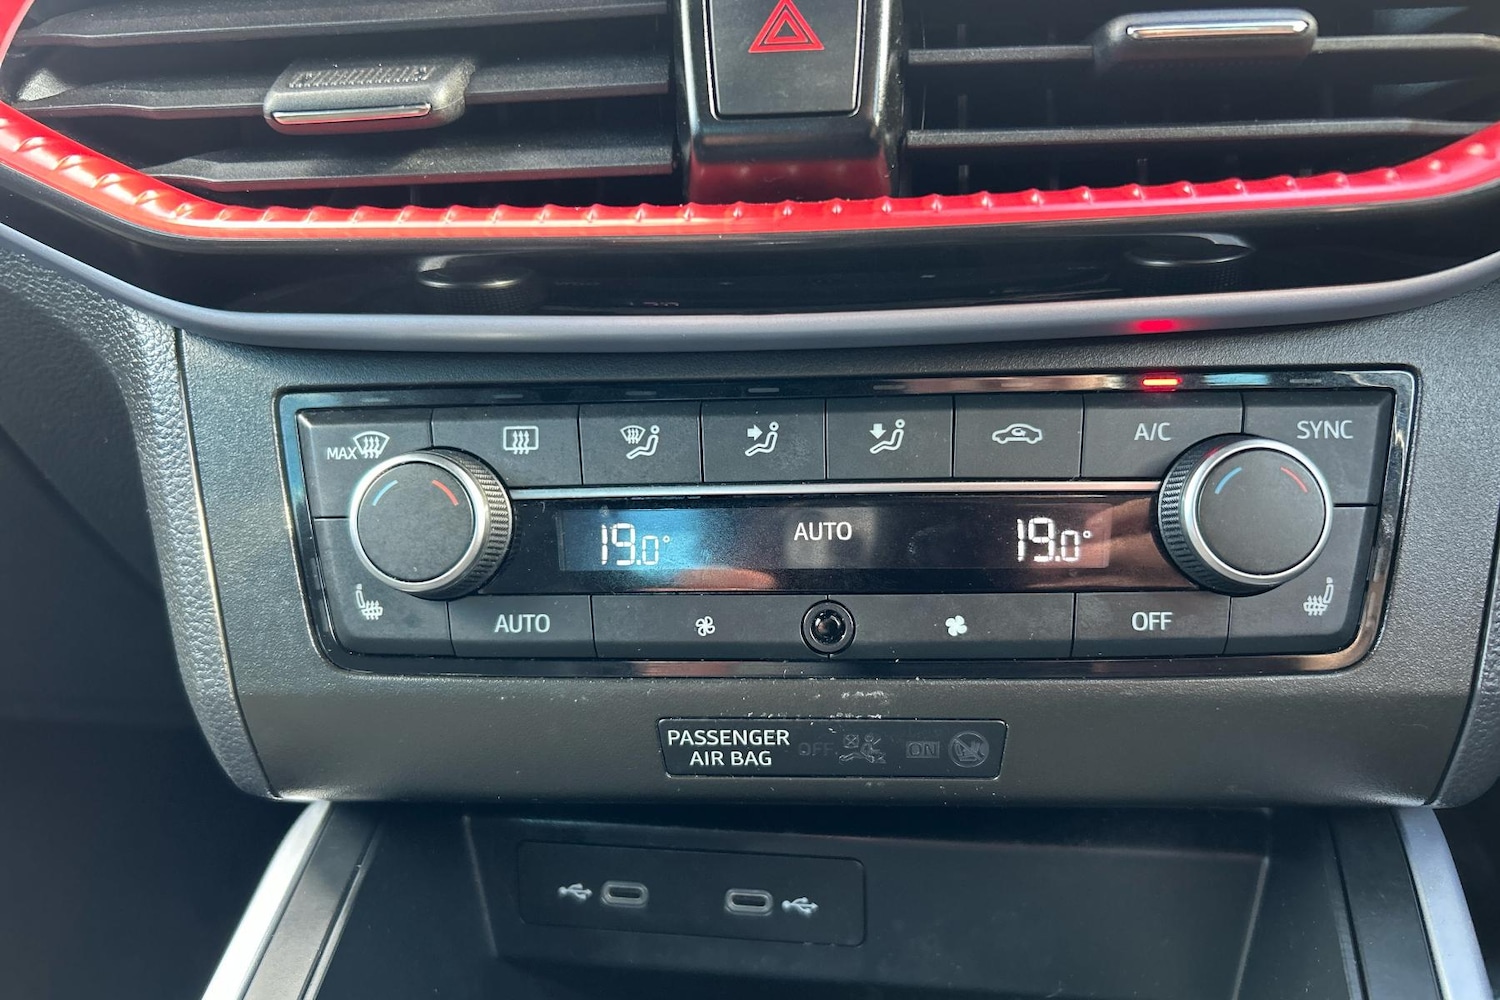 MAX
A/C
SYNC
19.0°
AUTO
19.0°
AUTO
OFF
PASSENGER
AIR BAG
OFF
ON